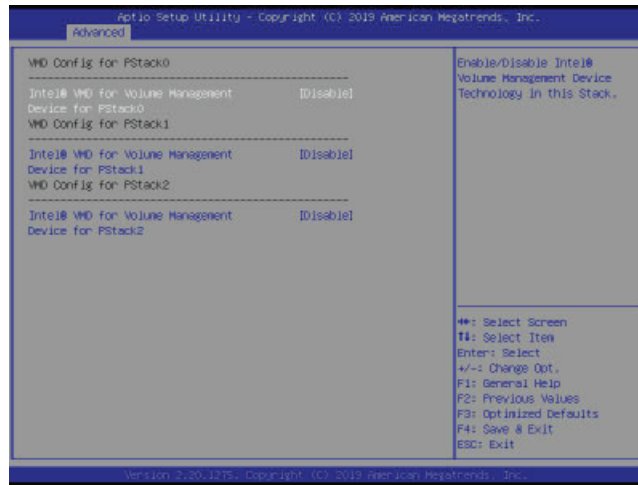 Aptio Setup Utility - Copyright (C) 2019 American Megatrends, Inc.
Advanced
VMD Config for PStack0
Intel® VMD for Volume Management [Disable]
Device for PStack0
VMD Config for PStack1
Intel® VMD for Volume Management [Disable]
Device for PStack1
VMD Config for PStack2
Intel® VMD for Volume Management [Disable]
Device for PStack2
Enable/Disable Intel®
Volume Management Device
Technology in this Stack.
→←: Select Screen
↑↓: Select Item
Enter: Select
+/-: Change Opt.
F1: General Help
F2: Previous Values
F3: Optimized Defaults
F4: Save & Exit
ESC: Exit
Version 2.20.1275. Copyright (C) 2019 American Megatrends, Inc.